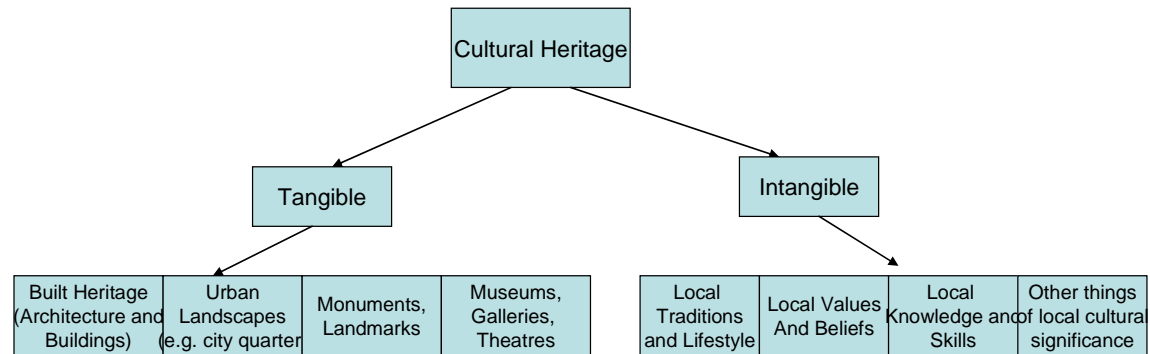 Cultural Heritage
Tangible
Intangible
Built Heritage
(Architecture and
Buildings)
Urban
Landscapes
(e.g. city quarter
Monuments,
Landmarks
Museums,
Galleries,
Theatres
Local
Traditions
and Lifestyle
Local Values
And Beliefs
Local
Knowledge and
Skills
Other things
of local cultural
significance